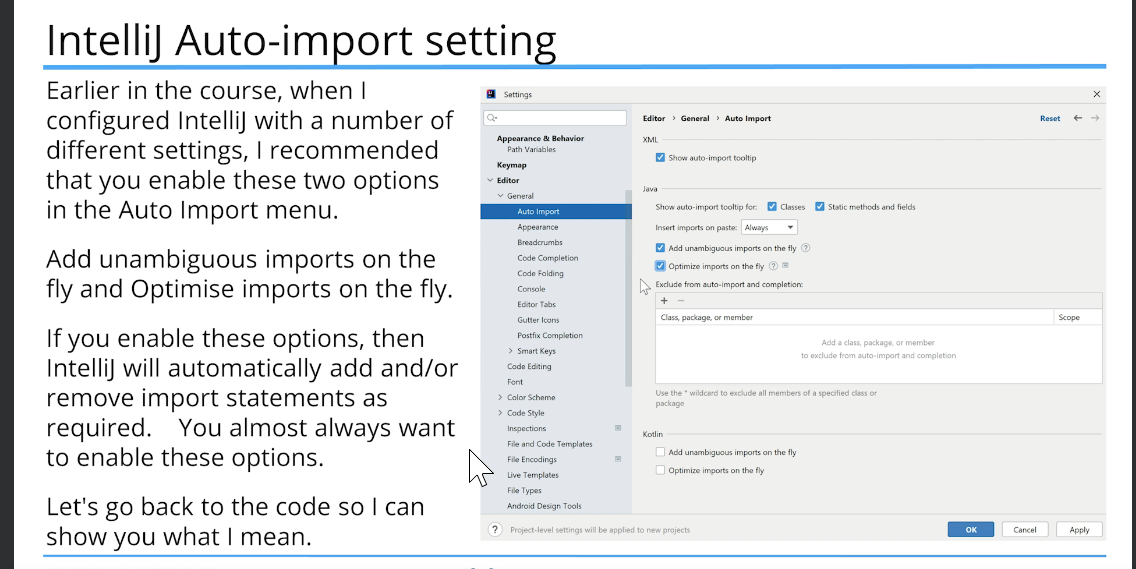 IntelliJ Auto-import setting
Earlier in the course, when I
configured IntelliJ with a number of
different settings, I recommended
that you enable these two options
in the Auto Import menu.
Add unambiguous imports on the
fly and Optimise imports on the fly.
If you enable these options, then
IntelliJ will automatically add and/or
remove import statements as
required. You almost always want
to enable these options.
Let's go back to the code so I can
show you what I mean.
Settings
Appearance & Behavior
Path Variables
Keymap
Editor
General
Auto Import
Appearance
Breadcrumbs
Code Completion
Code Folding
Console
Editor Tabs
Gutter Icons
Postfix Completion
Smart Keys
Code Editing
Font
Color Scheme
Code Style
Inspections
File and Code Templates
File Encodings
Live Templates
File Types
Android Design Tools
Editor > General > Auto Import
Reset
XML
Show auto-import tooltip
Java
Show auto-import tooltip for: Classes Static methods and fields
Insert imports on paste: Always
Add unambiguous imports on the fly ?
Optimize imports on the fly ?
Exclude from auto-import and completion:
+ −
Class, package, or member Scope
Add a class, package, or member
to exclude from auto-import and completion
Use the * wildcard to exclude all members of a specified class or
package
Kotlin
Add unambiguous imports on the fly
Optimize imports on the fly
? Project-level settings will be applied to new projects
OK Cancel Apply